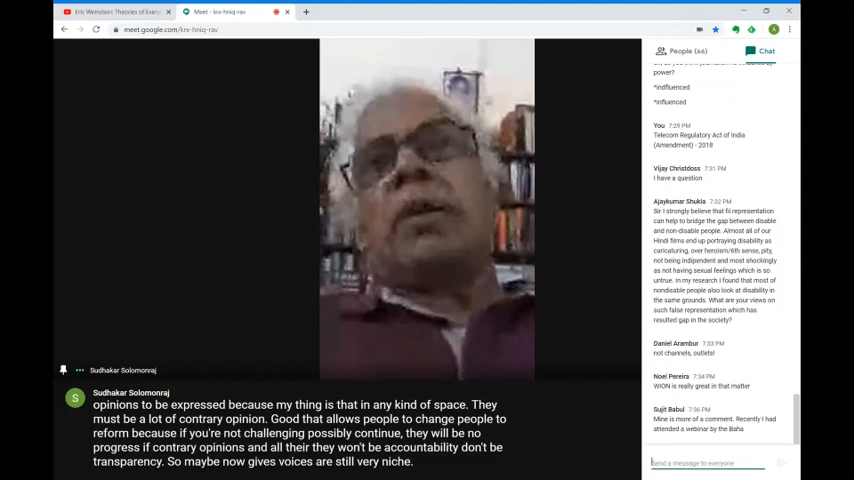 Eric Weinstein: Theories of Every
Meet - krx-hniq-rav
meet.google.com/krx-hniq-rav
A
People (66)
Chat
power?
*indfluenced
*influenced
You 7:29 PM
Telecom Regulatory Act of India
(Amendment) - 2018
Vijay Christdoss 7:31 PM
I have a question
Ajaykumar Shukla 7:32 PM
Sir I strongly believe that fil representation
can help to bridge the gap between disable
and non-disable people. Almost all of our
Hindi films end up portraying disability as
caricaturing, over heroism/6th sense, pity,
not being indipendent and most shockingly
as not having sexual feelings which is so
untrue. In my research I found that most of
nondisable people also look at disability in
the same grounds. What are your views on
such false representation which has
resulted gap in the society?
Daniel Arambur 7:33 PM
not channels, outlets!
Noel Pereira 7:34 PM
WION is really great in that matter
Sujit Babul 7:36 PM
Mine is more of a comment. Recently I had
attended a webinar by the Baha
Send a message to everyone
Sudhakar Solomonraj
S
Sudhakar Solomonraj
opinions to be expressed because my thing is that in any kind of space. They
must be a lot of contrary opinion. Good that allows people to change people to
reform because if you're not challenging possibly continue, they will be no
progress if contrary opinions and all their they won't be accountability don't be
transparency. So maybe now gives voices are still very niche.